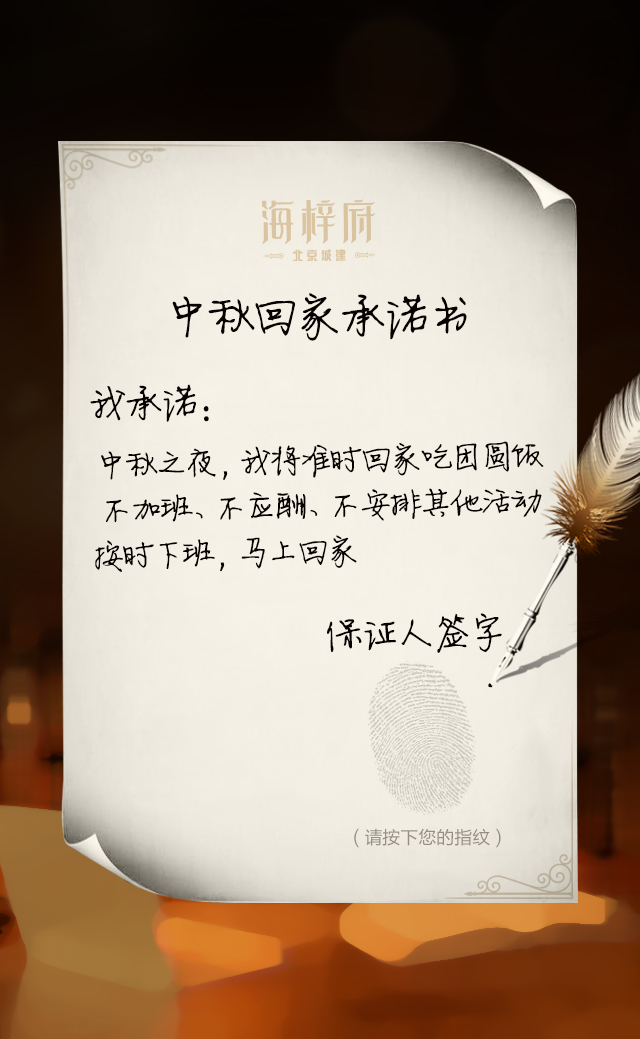 海梓府
北京城建
中秋回家承诺书
我承诺：
中秋之夜，我将准时回家吃团圆饭
不加班、不应酬、不安排其他活动
按时下班，马上回家
保证人签字
（请按下您的指纹）